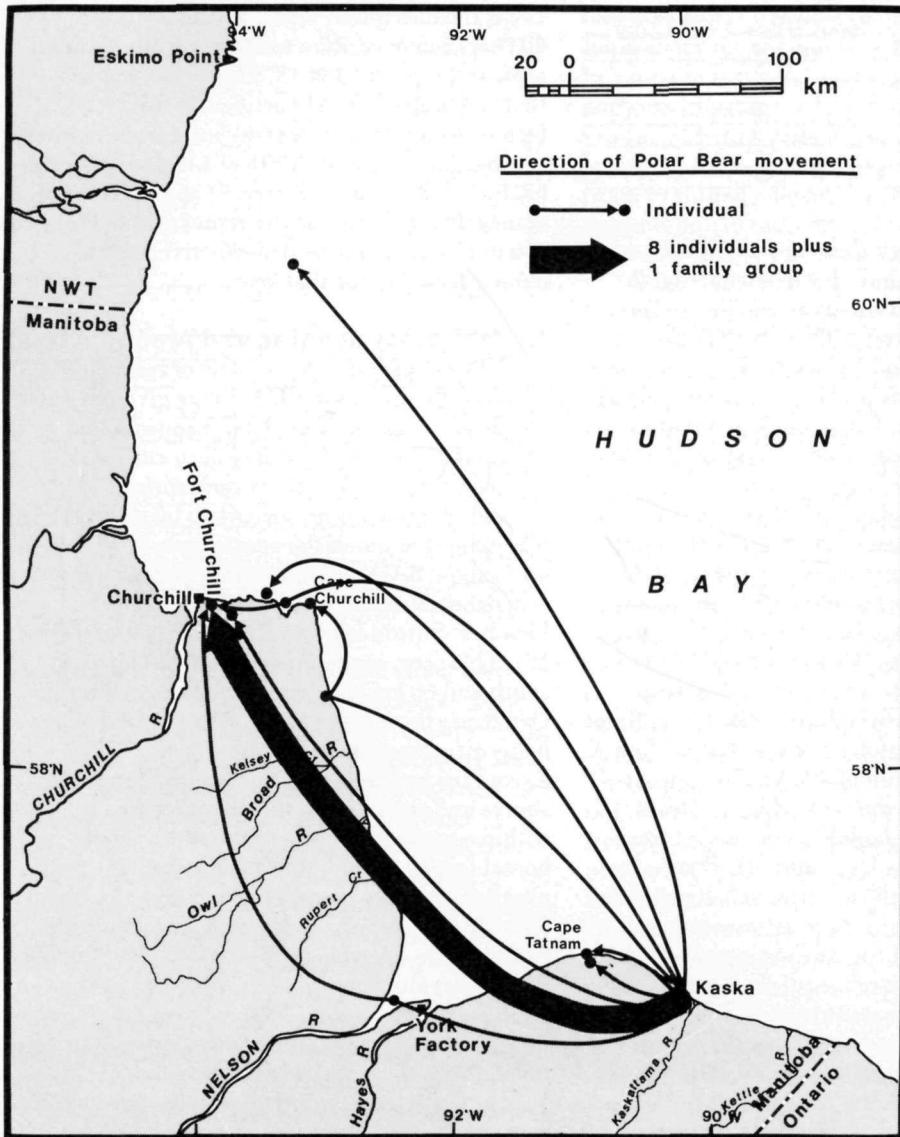 94°W
92°W
90°W
Eskimo Point
20 0 100
km
Direction of Polar Bear movement
Individual
8 individuals plus
1 family group
NWT
Manitoba
60°N
HUDSON
BAY
Fort Churchill
Churchill
Cape
Churchill
CHURCHILL R
58°N
58°N
Kelsey Cr
Broad R
Owl R
Rupert Cr
Cape
Tatnam
Kaska
York
Factory
NELSON R
Hayes R
Kaskattama R
Kettle R
Manitoba
Ontario
92°W
90°W